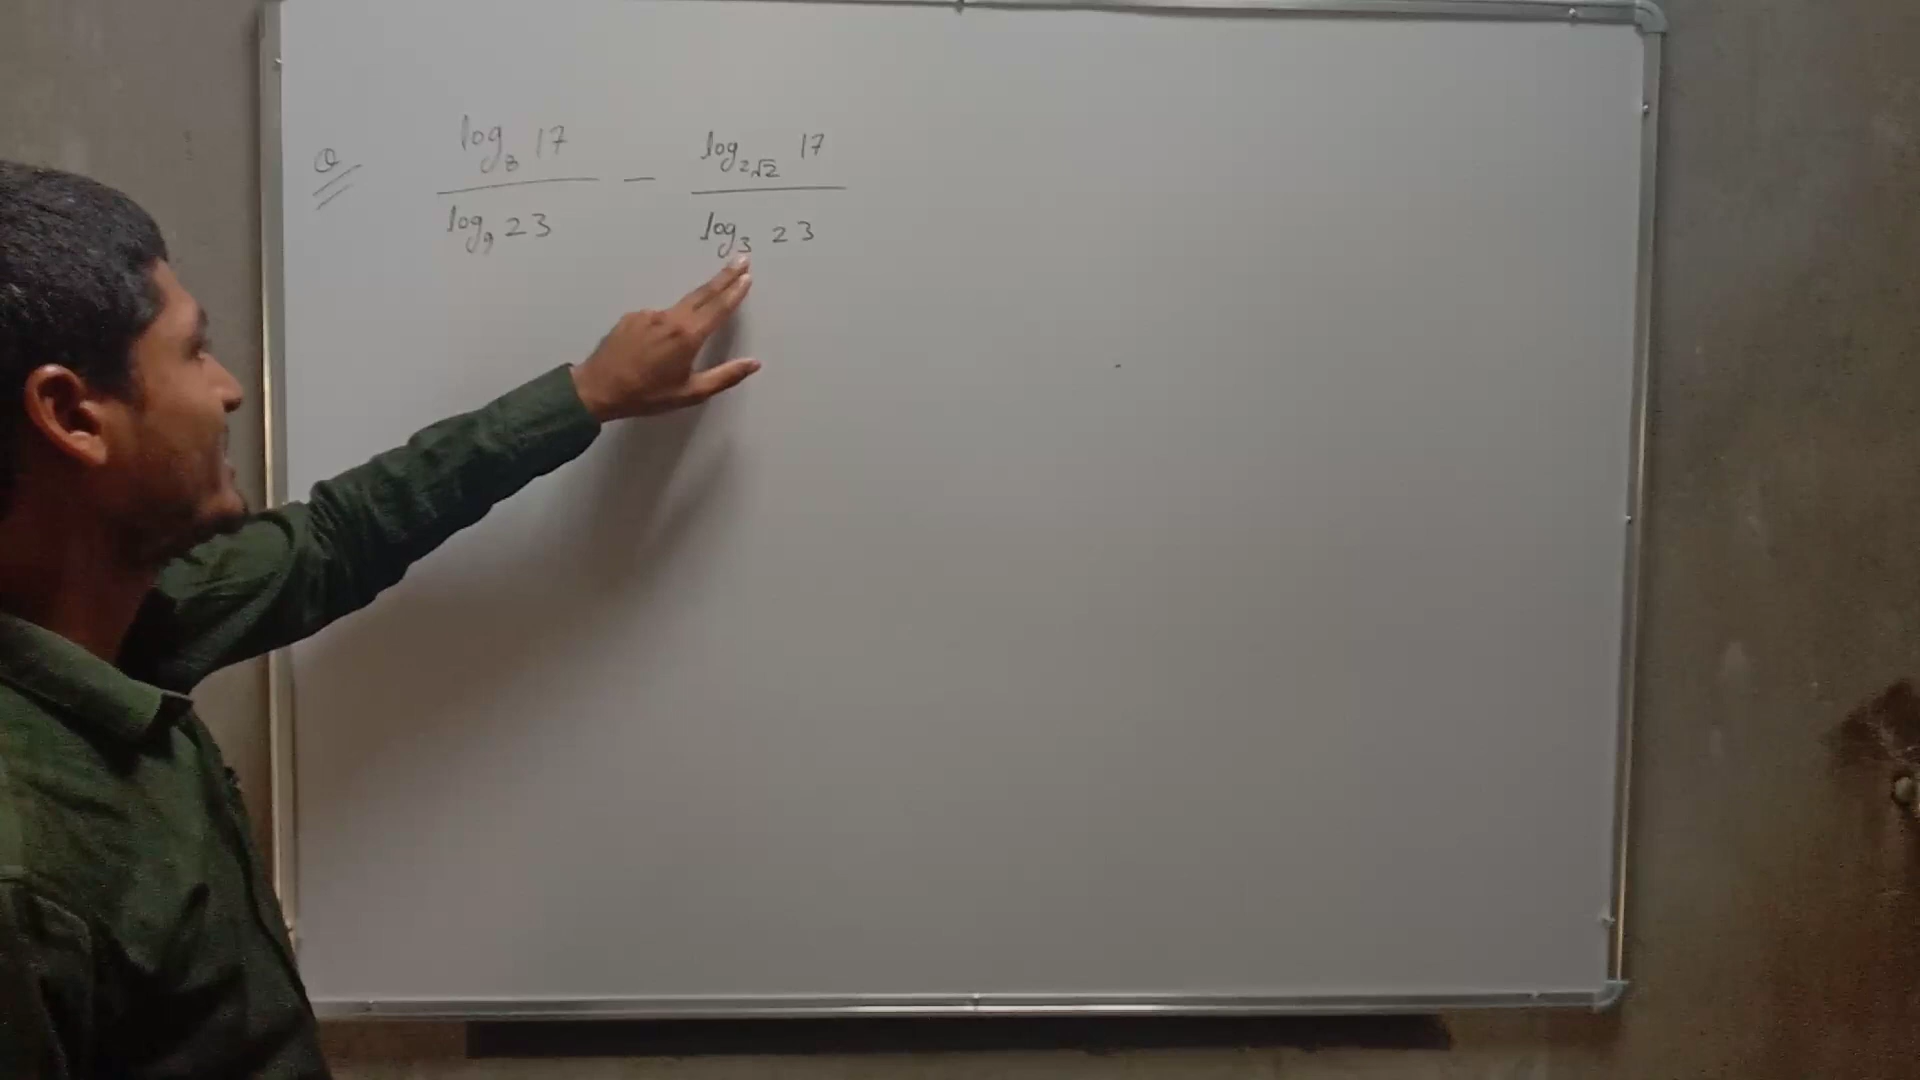 Q log₈ 17 / log₉ 23 − log₂√₂ 17 / log₃ 23